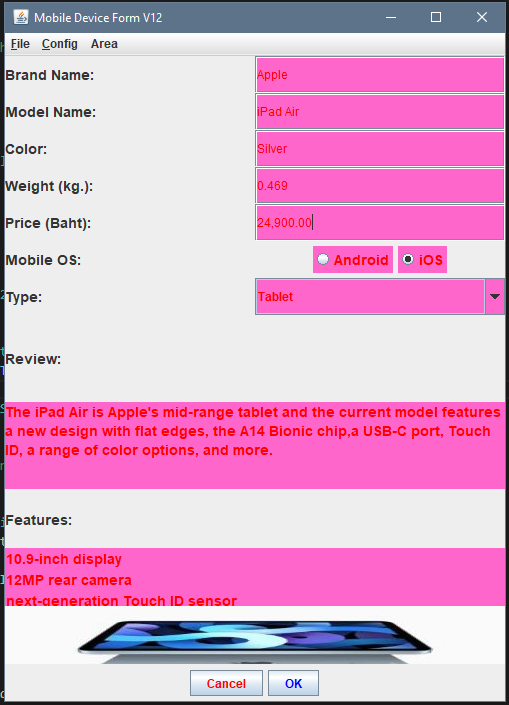 Mobile Device Form V12
File Config Area
Brand Name: Apple
Model Name: iPad Air
Color: Silver
Weight (kg.): 0.469
Price (Baht): 24,900.00
Mobile OS: Android iOS
Type: Tablet
Review:
The iPad Air is Apple's mid-range tablet and the current model features
a new design with flat edges, the A14 Bionic chip,a USB-C port, Touch
ID, a range of color options, and more.
Features:
10.9-inch display
12MP rear camera
next-generation Touch ID sensor
Cancel OK